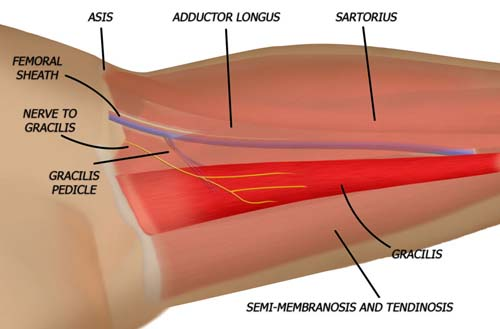 ASIS
ADDUCTOR LONGUS
SARTORIUS
FEMORAL
SHEATH
NERVE TO
GRACILIS
GRACILIS
PEDICLE
GRACILIS
SEMI-MEMBRANOSIS AND TENDINOSIS